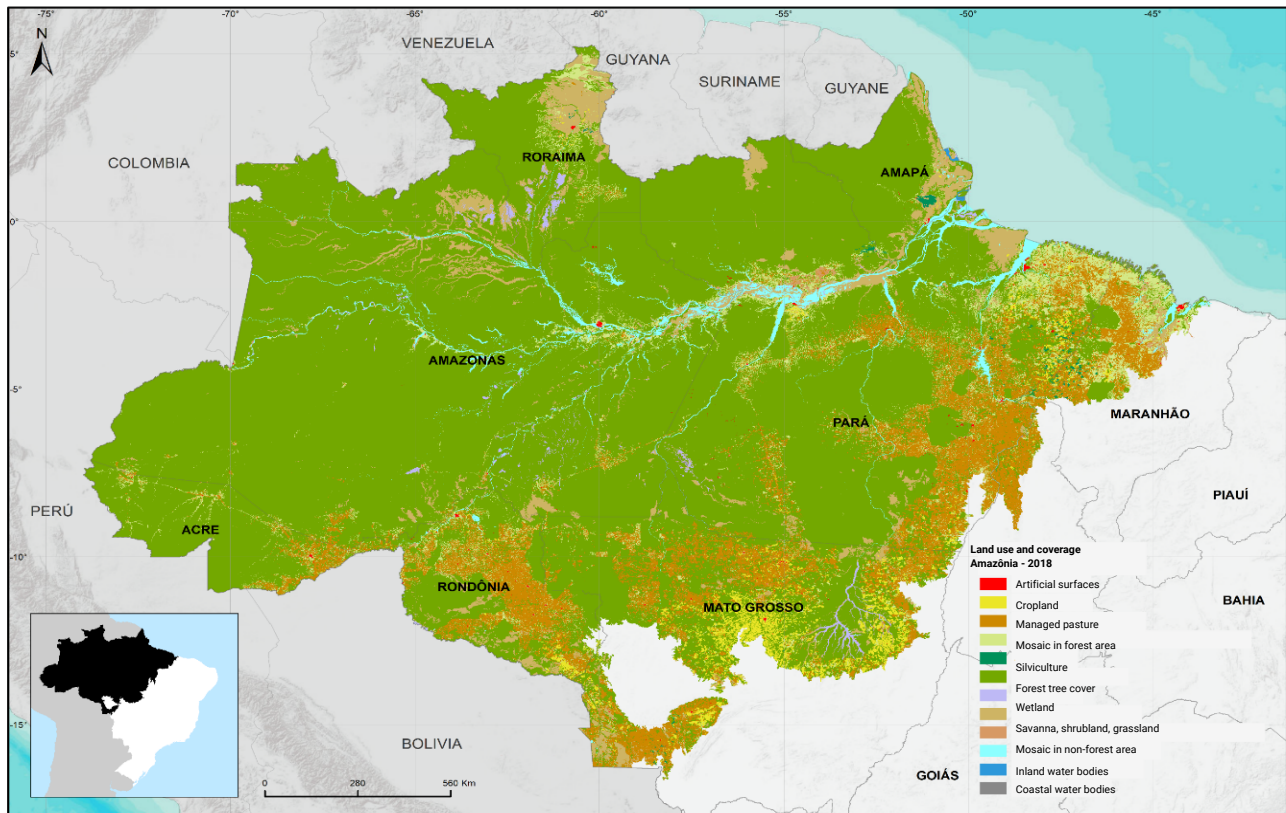 -75°
-70°
-65°
-60°
-55°
-50°
-45°
N
5°
VENEZUELA
GUYANA
SURINAME
GUYANE
COLOMBIA
RORAIMA
AMAPÁ
0°
AMAZONAS
-5°
PARÁ
MARANHÃO
PERÚ
PIAUÍ
ACRE
-10°
RONDÔNIA
MATO GROSSO
BAHIA
-15°
BOLIVIA
GOIÁS
0 280 560 Km
Land use and coverage
Amazônia - 2018
Artificial surfaces
Cropland
Managed pasture
Mosaic in forest area
Silviculture
Forest tree cover
Wetland
Savanna, shrubland, grassland
Mosaic in non-forest area
Inland water bodies
Coastal water bodies